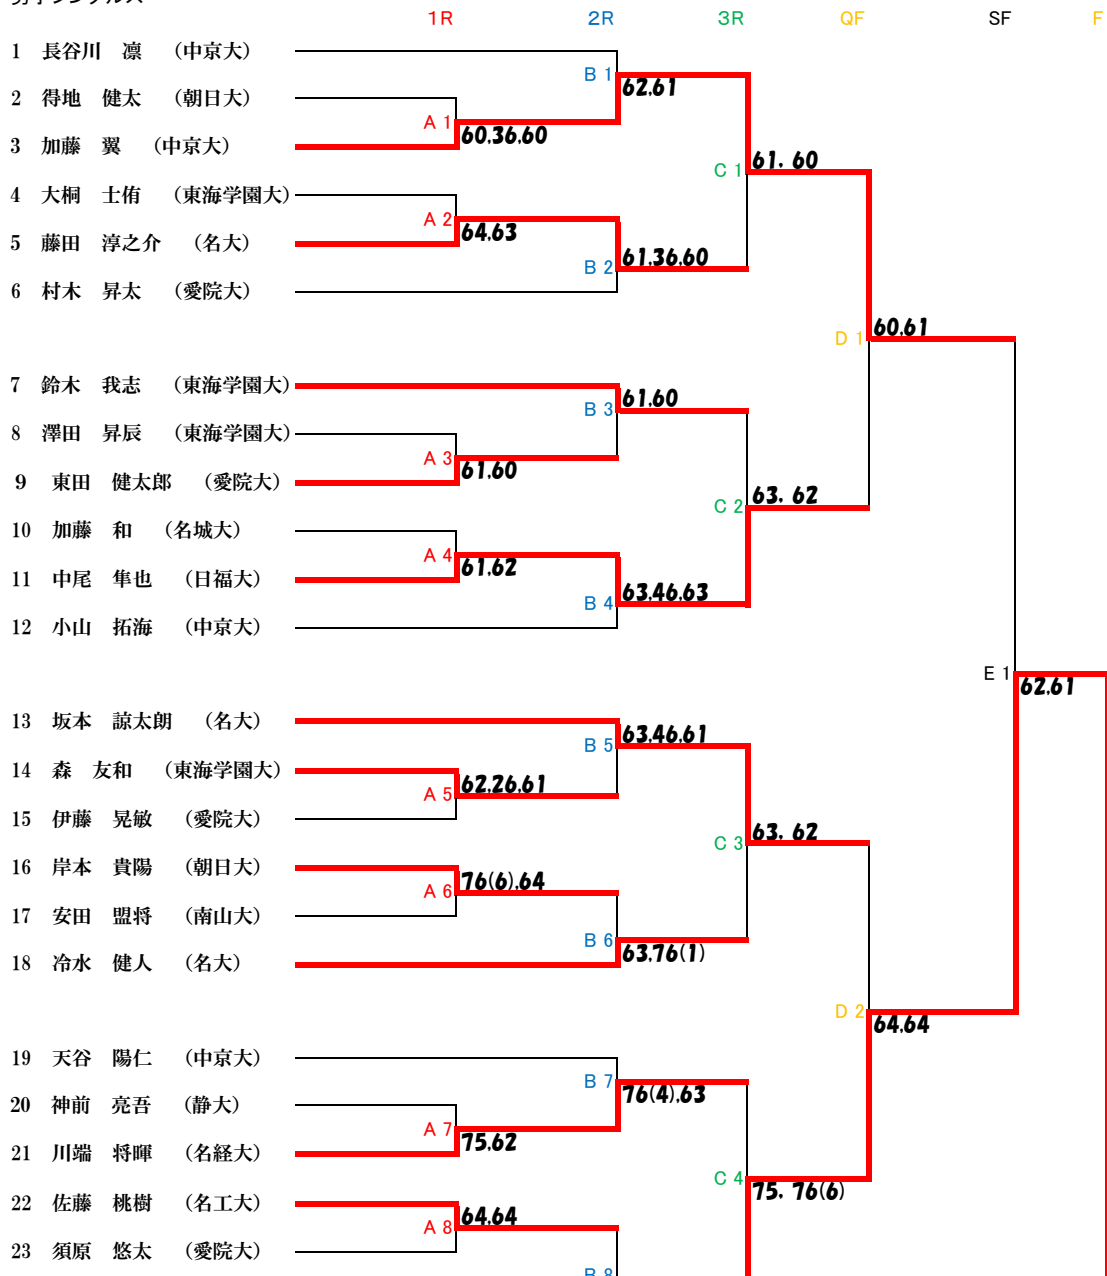 男子シングルス
1R 2R 3R QF SF F
1 長谷川 凛 （中京大）
B 1
62,61
2 得地 健太 （朝日大）
A 1
60,36,60
3 加藤 翼 （中京大）
C 1
61, 60
4 大桐 士侑 （東海学園大）
A 2
64,63
5 藤田 淳之介 （名大）
B 2
61,36,60
6 村木 昇太 （愛院大）
D 1
60,61
7 鈴木 我志 （東海学園大）
B 3
61,60
8 澤田 昇辰 （東海学園大）
A 3
61,60
9 東田 健太郎 （愛院大）
C 2
63, 62
10 加藤 和 （名城大）
A 4
61,62
11 中尾 隼也 （日福大）
B 4
63,46,63
12 小山 拓海 （中京大）
E 1
62,61
13 坂本 諒太朗 （名大）
B 5
63,46,61
14 森 友和 （東海学園大）
A 5
62,26,61
15 伊藤 晃敏 （愛院大）
C 3
63, 62
16 岸本 貴陽 （朝日大）
A 6
76(6),64
17 安田 盟将 （南山大）
B 6
63,76(1)
18 冷水 健人 （名大）
D 2
64,64
19 天谷 陽仁 （中京大）
B 7
76(4),63
20 神前 亮吾 （静大）
A 7
75,62
21 川端 将暉 （名経大）
C 4
75, 76(6)
22 佐藤 桃樹 （名工大）
A 8
64,64
23 須原 悠太 （愛院大）
B 8